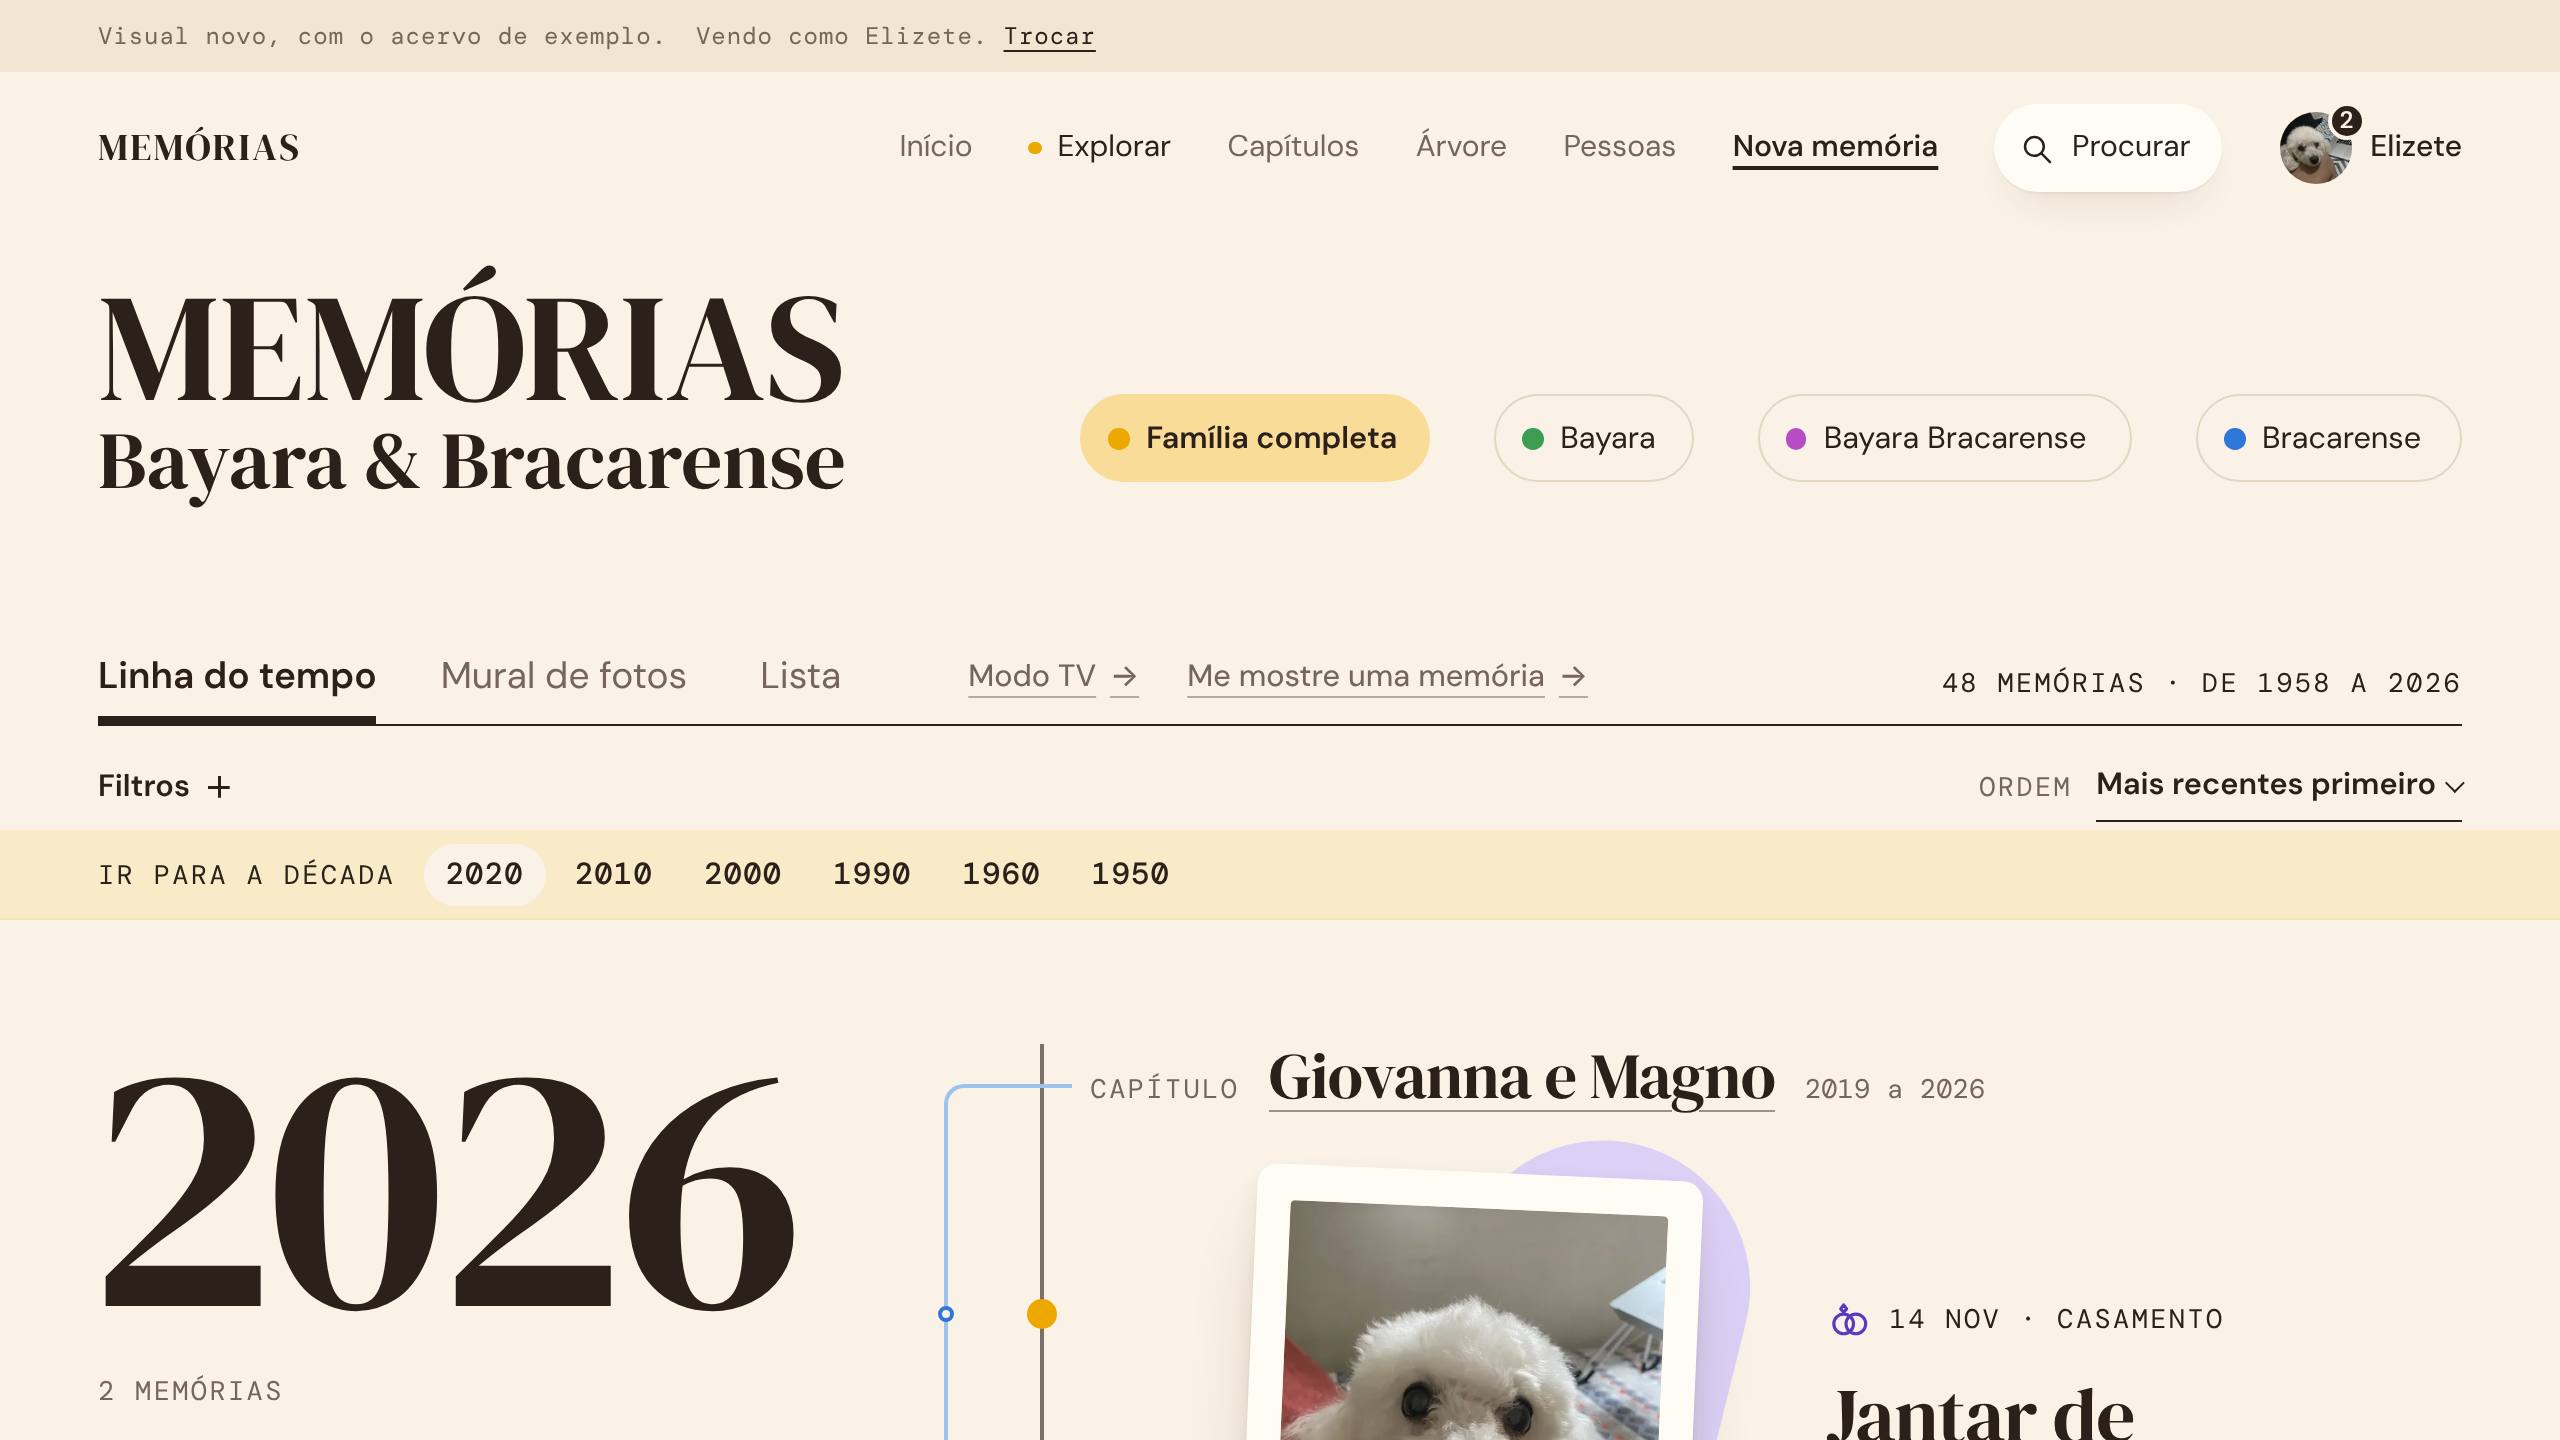 Visual novo, com o acervo de exemplo. Vendo como Elizete. Trocar
MEMÓRIAS
Início
Explorar
Capítulos
Árvore
Pessoas
Nova memória
Procurar
2
Elizete
MEMÓRIAS
Bayara & Bracarense
Família completa
Bayara
Bayara Bracarense
Bracarense
Linha do tempo
Mural de fotos
Lista
Modo TV →
Me mostre uma memória →
48 MEMÓRIAS · DE 1958 A 2026
Filtros +
ORDEM Mais recentes primeiro
IR PARA A DÉCADA 2020 2010 2000 1990 1960 1950
2026
2 MEMÓRIAS
CAPÍTULO Giovanna e Magno 2019 a 2026
14 NOV · CASAMENTO
Jantar de